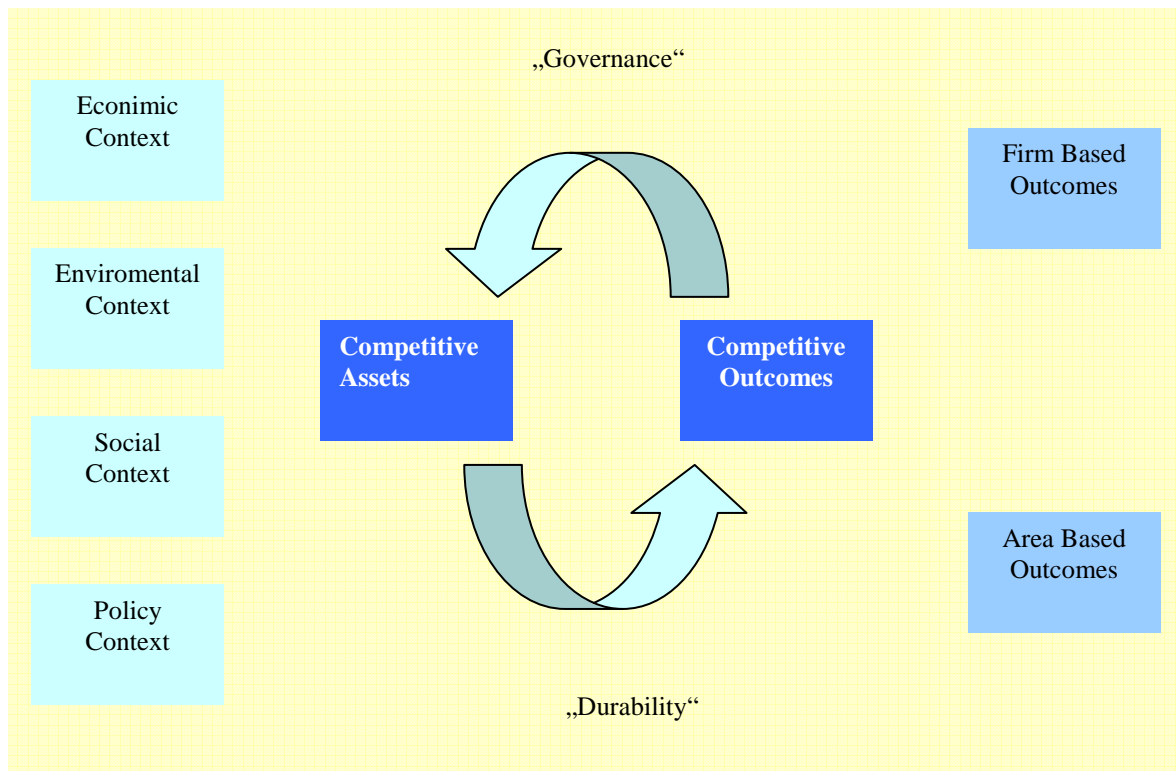 „Governance“
Econimic
Context
Firm Based
Outcomes
Enviromental
Context
Competitive
Assets
Competitive
Outcomes
Social
Context
Area Based
Outcomes
Policy
Context
„Durability“